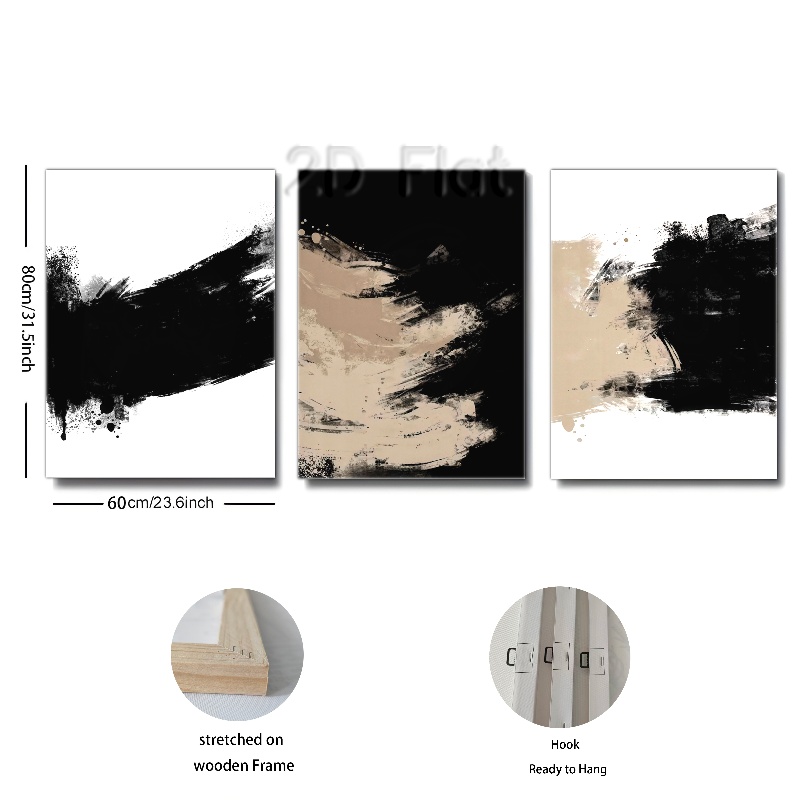 2D Flat
80cm/31.5inch
60cm/23.6inch
stretched on
wooden Frame
Hook
Ready to Hang